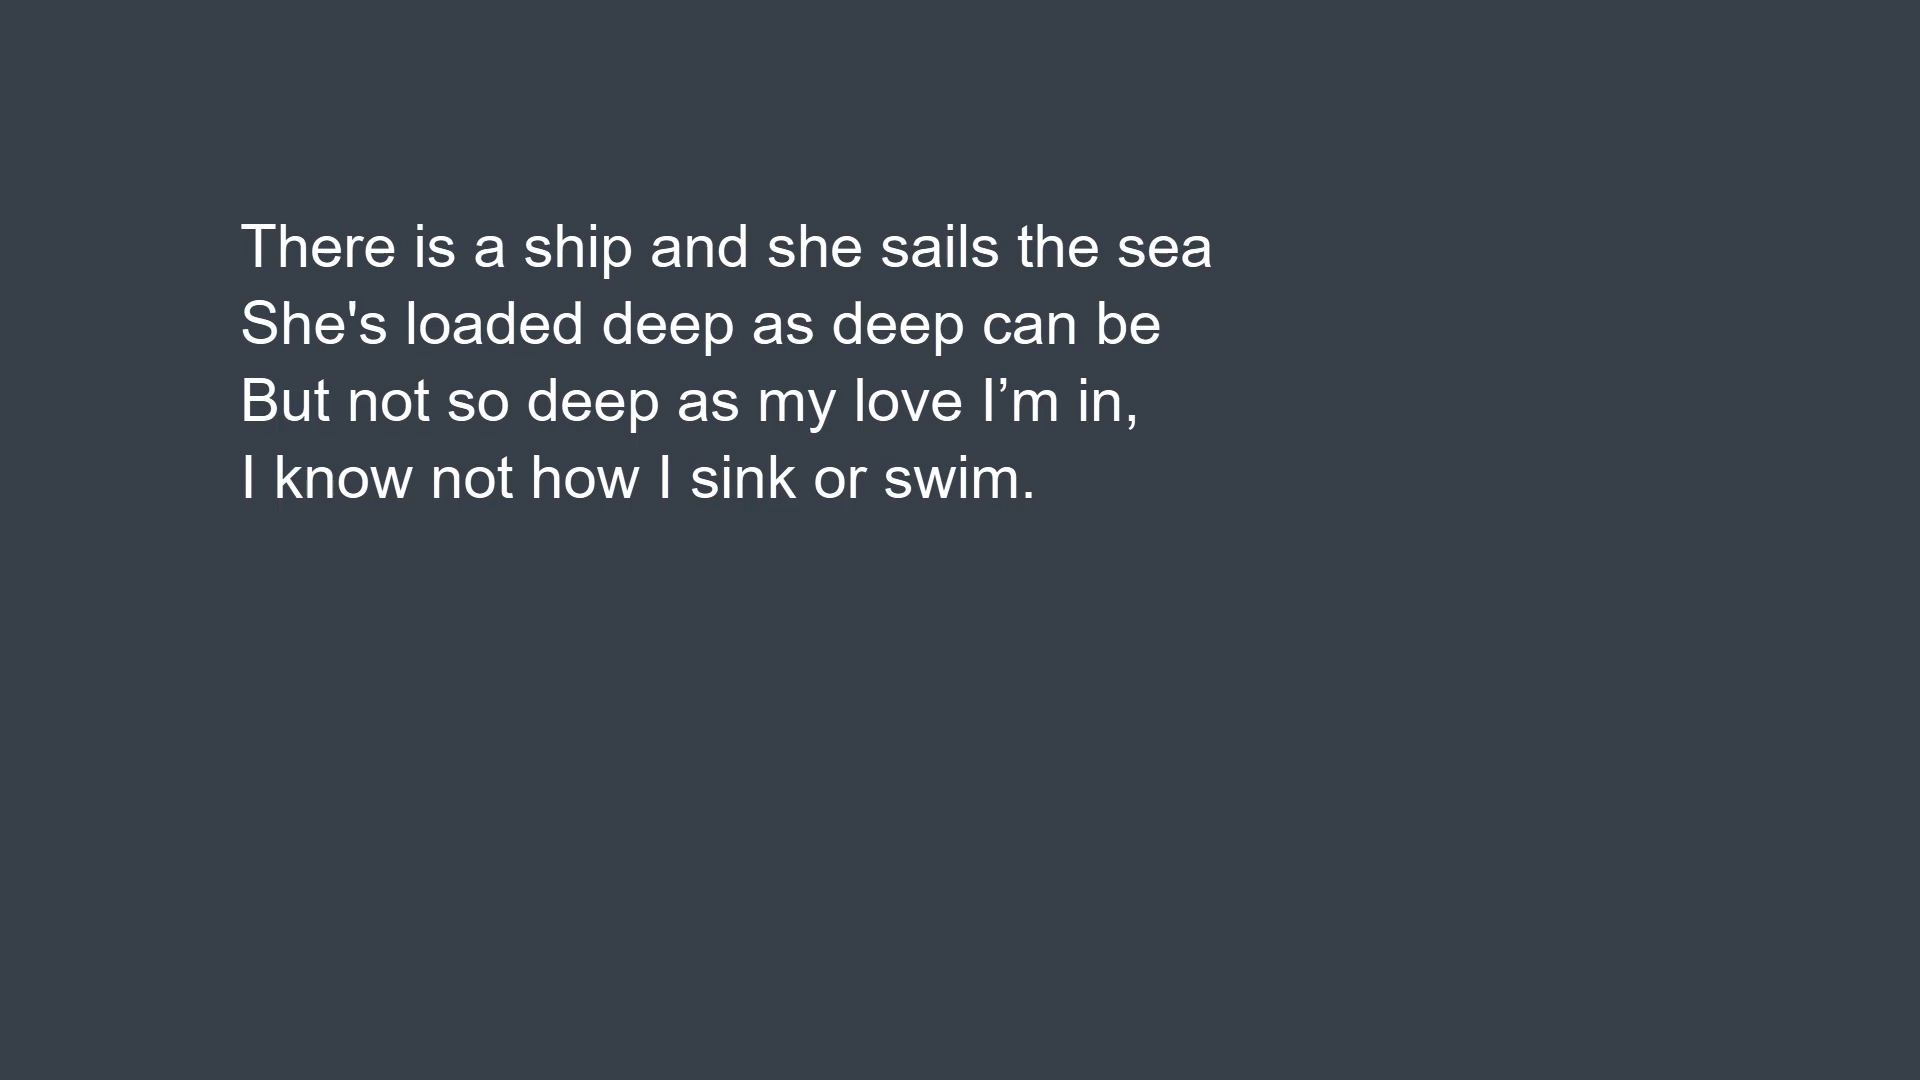 There is a ship and she sails the sea
She's loaded deep as deep can be
But not so deep as my love I’m in,
I know not how I sink or swim.